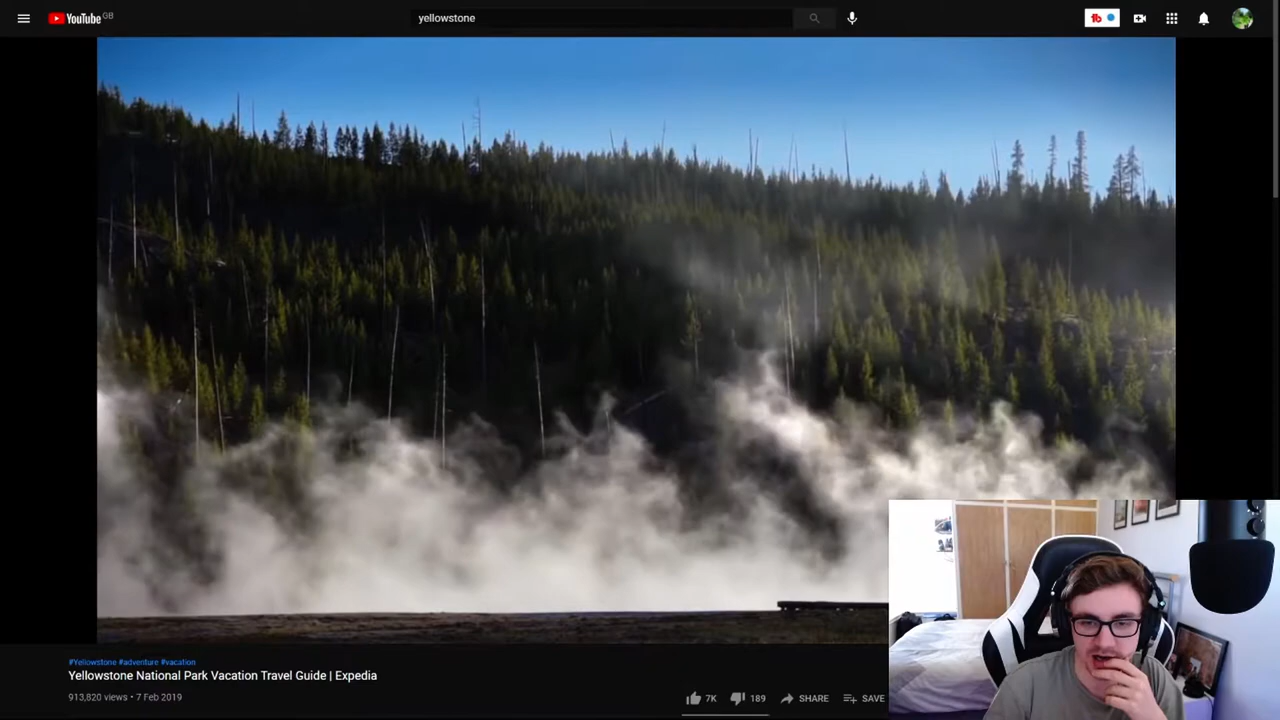 YouTube GB
yellowstone
#Yellowstone #adventure #vacation
Yellowstone National Park Vacation Travel Guide | Expedia
913,820 views • 7 Feb 2019
7K
189
SHARE
SAVE